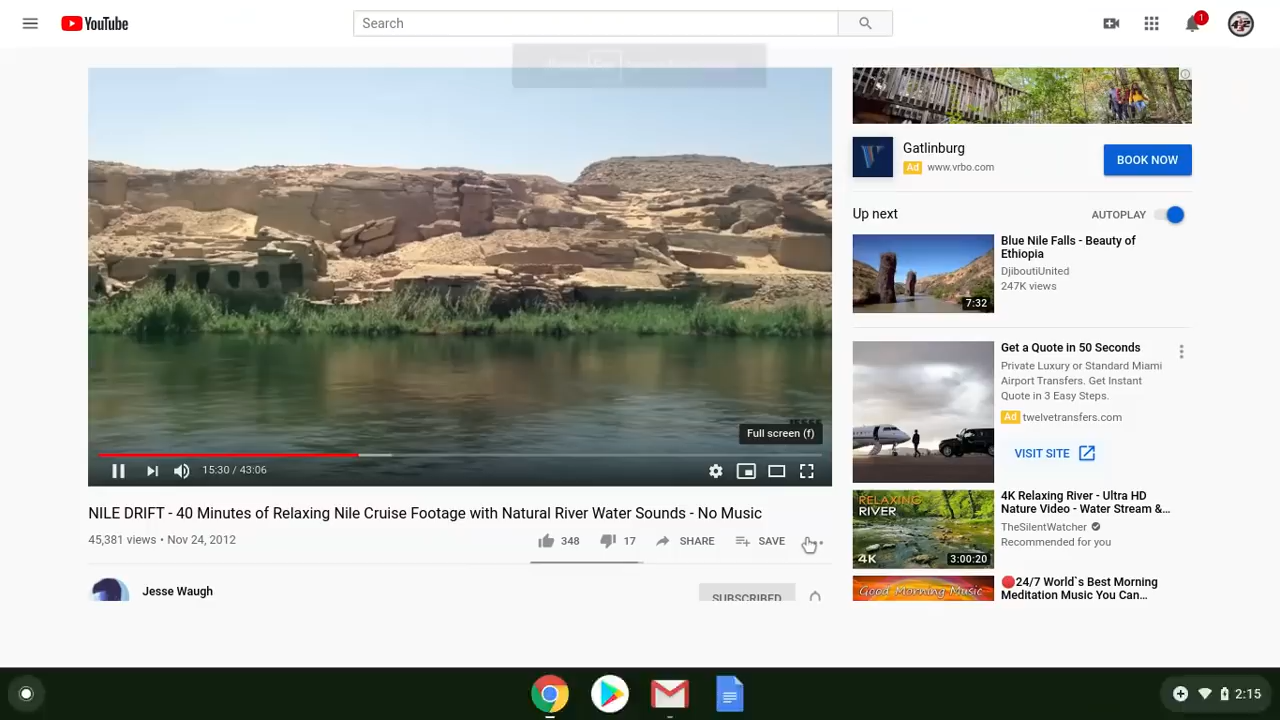 YouTube
Search
1
Gatlinburg
Ad www.vrbo.com
BOOK NOW
Up next
AUTOPLAY
Blue Nile Falls - Beauty of
Ethiopia
DjiboutiUnited
247K views
7:32
Get a Quote in 50 Seconds
Private Luxury or Standard Miami
Airport Transfers. Get Instant
Quote in 3 Easy Steps.
Ad twelvetransfers.com
VISIT SITE
RELAXING
RIVER
4K
3:00:20
4K Relaxing River - Ultra HD
Nature Video - Water Stream &...
TheSilentWatcher
Recommended for you
Good Morning Music
24/7 World`s Best Morning
Meditation Music You Can...
Full screen (f)
15:30 / 43:06
NILE DRIFT - 40 Minutes of Relaxing Nile Cruise Footage with Natural River Water Sounds - No Music
45,381 views • Nov 24, 2012
348
17
SHARE
SAVE
Jesse Waugh
SUBSCRIBED
2:15